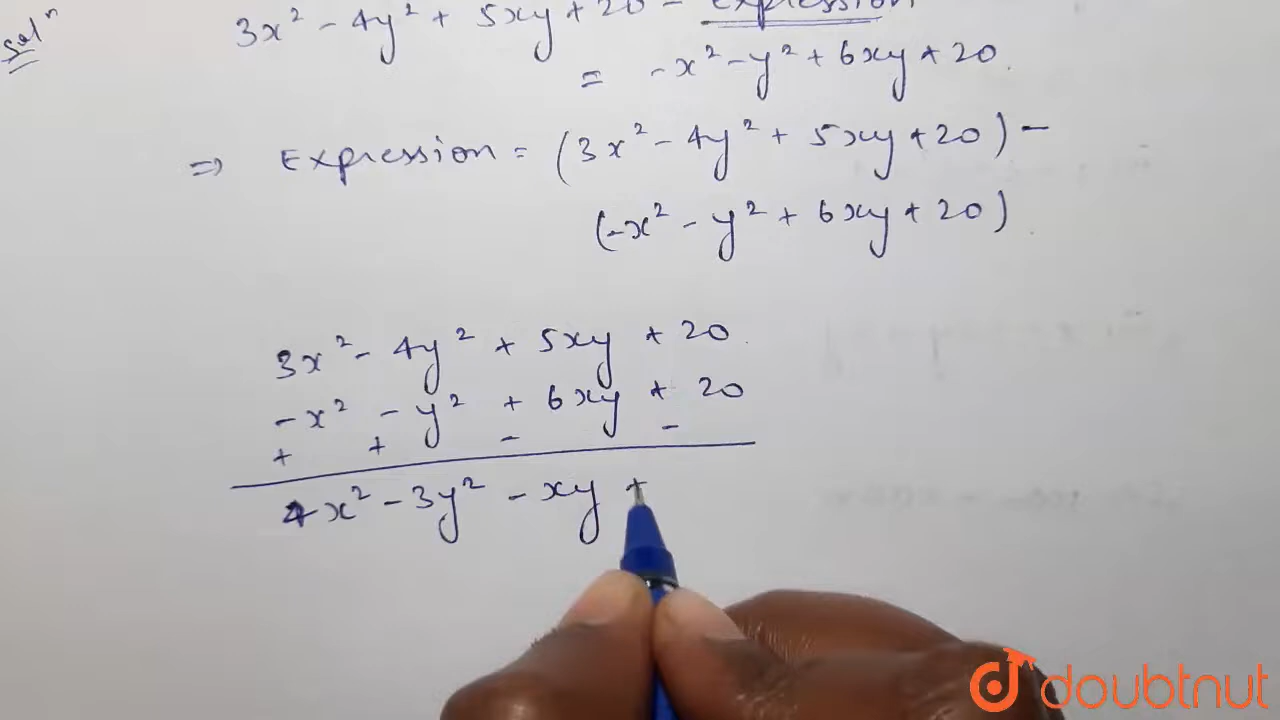 Solⁿ
3x² - 4y² + 5xy + 20 - expression
= -x² - y² + 6xy + 20
⇒ Expression = (3x² - 4y² + 5xy + 20) -
(-x² - y² + 6xy + 20)
3x² - 4y² + 5xy + 20
-x² - y² + 6xy + 20
+ + - -
4x² - 3y² - xy +
doubtnut